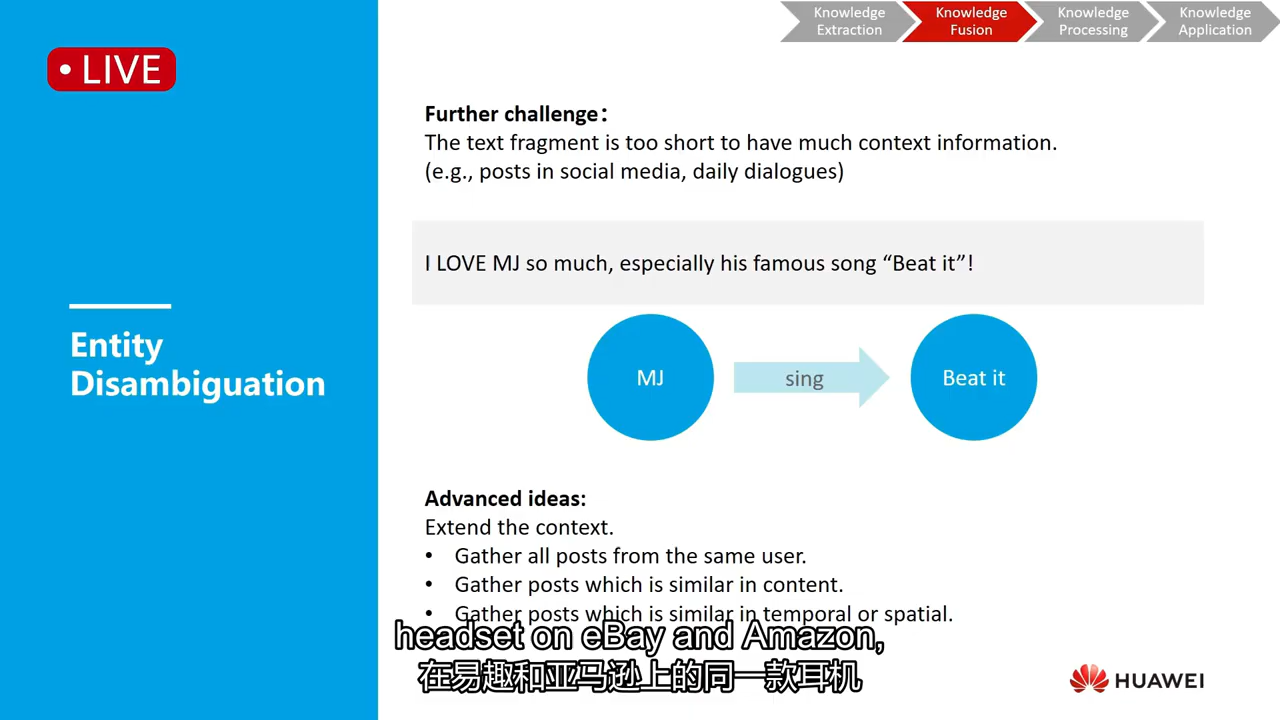 Knowledge Extraction
Knowledge Fusion
Knowledge Processing
Knowledge Application
• LIVE
Further challenge：
The text fragment is too short to have much context information.
(e.g., posts in social media, daily dialogues)
I LOVE MJ so much, especially his famous song “Beat it”!
Entity
Disambiguation
MJ
sing
Beat it
Advanced ideas:
Extend the context.
• Gather all posts from the same user.
• Gather posts which is similar in content.
• Gather posts which is similar in temporal or spatial.
headset on eBay and Amazon,
在易趣和亚马逊上的同一款耳机
HUAWEI